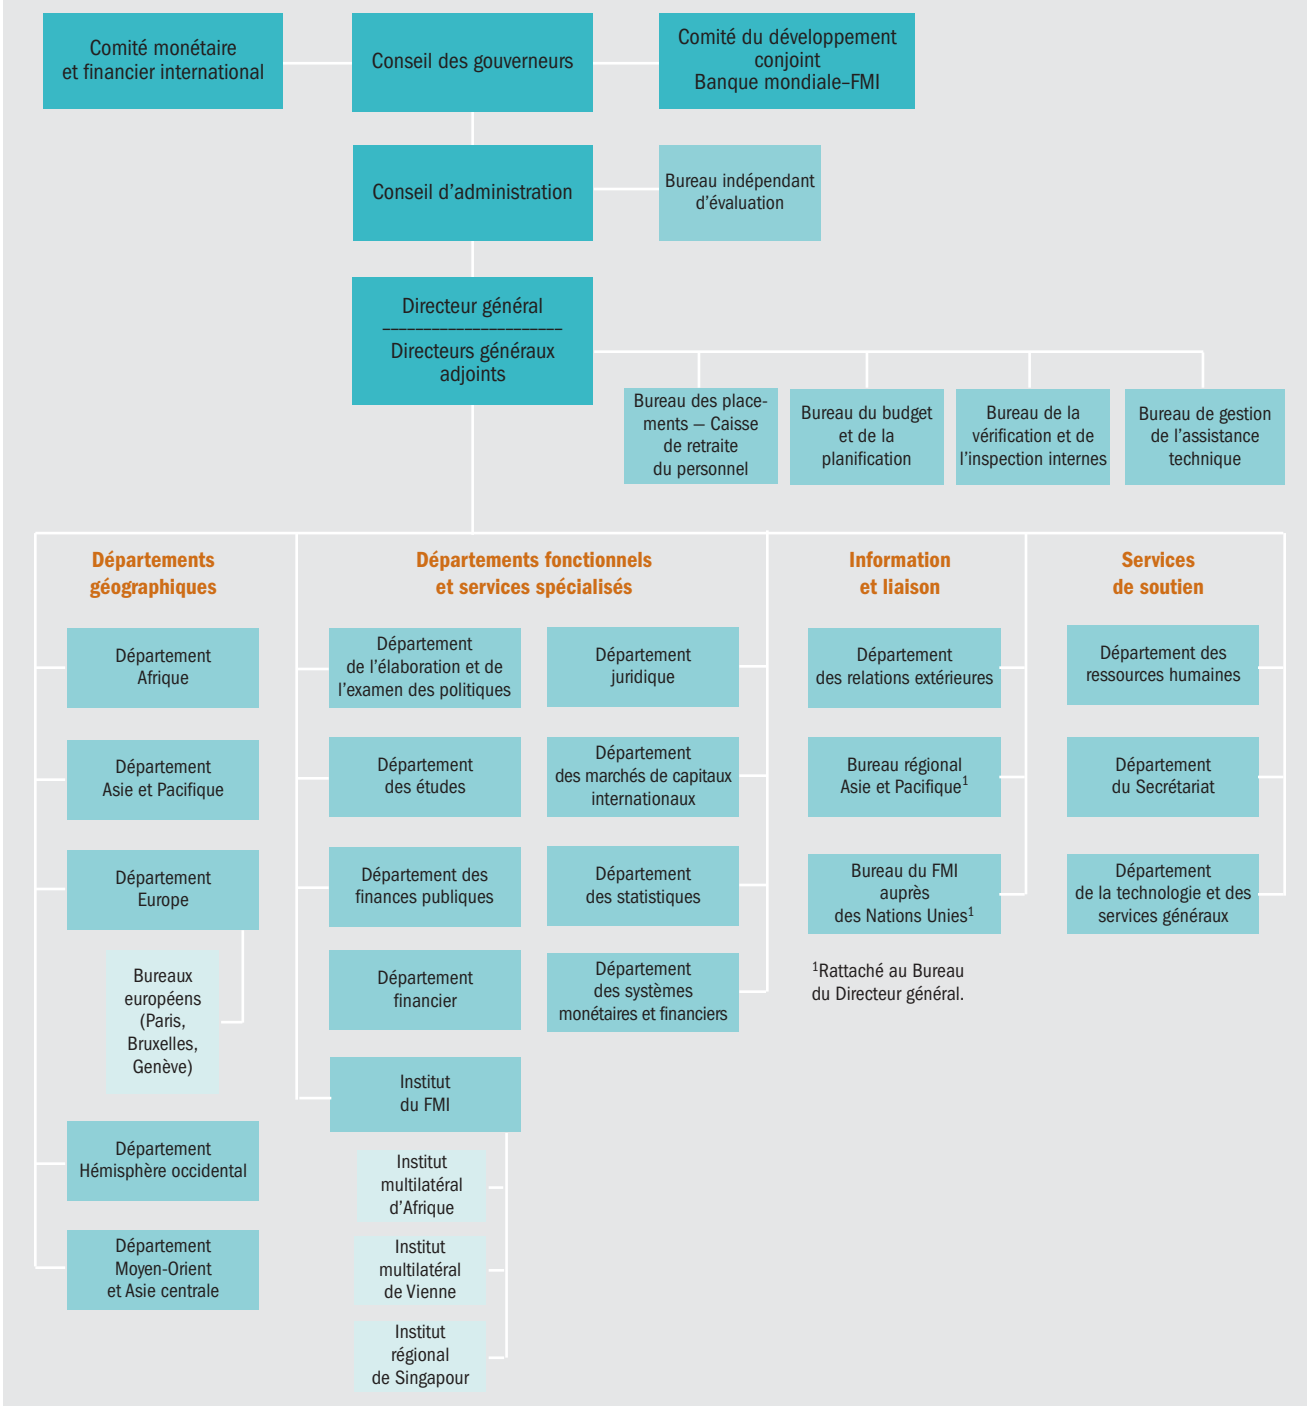 Comité monétaire
et financier international
Conseil des gouverneurs
Comité du développement
conjoint
Banque mondiale–FMI
Conseil d'administration
Bureau indépendant
d'évaluation
Directeur général
Directeurs généraux
adjoints
Bureau des place-
ments — Caisse
de retraite
du personnel
Bureau du budget
et de la
planification
Bureau de la
vérification et de
l'inspection internes
Bureau de gestion
de l'assistance
technique
Départements
géographiques
Département
Afrique
Département
Asie et Pacifique
Département
Europe
Bureaux
européens
(Paris,
Bruxelles,
Genève)
Département
Hémisphère occidental
Département
Moyen-Orient
et Asie centrale
Départements fonctionnels
et services spécialisés
Département
de l'élaboration et de
l'examen des politiques
Département
des études
Département des
finances publiques
Département
financier
Institut
du FMI
Institut
multilatéral
d'Afrique
Institut
multilatéral
de Vienne
Institut
régional
de Singapour
Département
juridique
Département
des marchés de capitaux
internationaux
Département
des statistiques
Département
des systèmes
monétaires et financiers
Information
et liaison
Département
des relations extérieures
Bureau régional
Asie et Pacifique¹
Bureau du FMI
auprès
des Nations Unies¹
¹Rattaché au Bureau
du Directeur général.
Services
de soutien
Département des
ressources humaines
Département
du Secrétariat
Département
de la technologie et des
services généraux